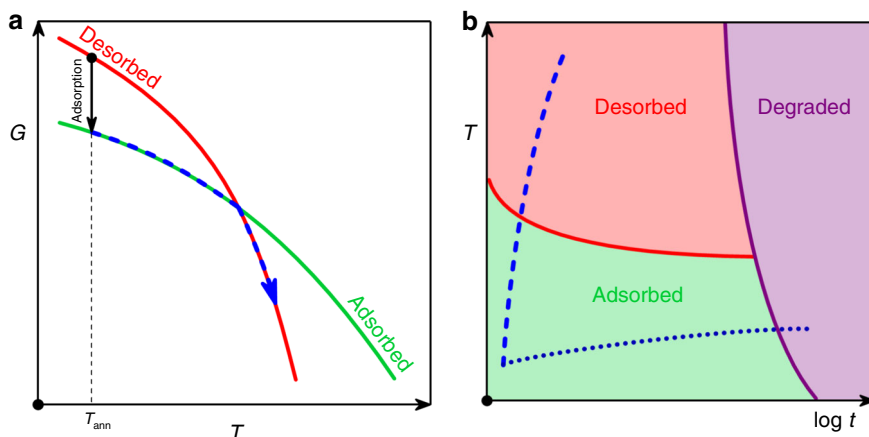 a
Desorbed
Adsorption
G
Adsorbed
T_ann
T
b
T
Desorbed
Degraded
Adsorbed
log t